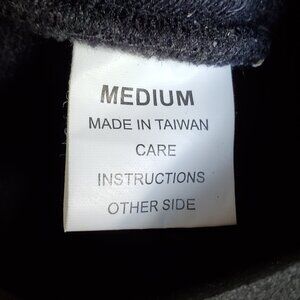 MEDIUM
MADE IN TAIWAN
CARE
INSTRUCTIONS
OTHER SIDE